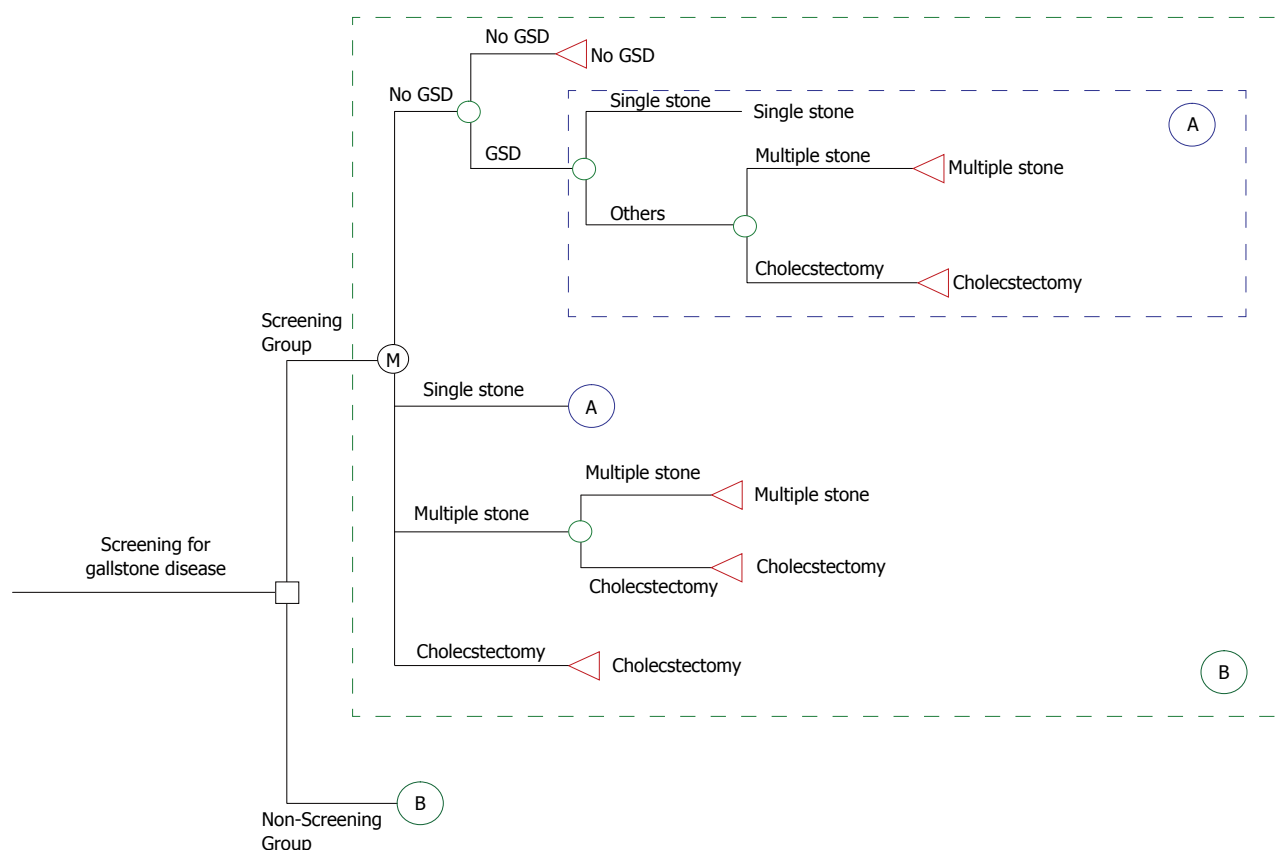 No GSD
No GSD
No GSD
Single stone
Single stone
A
GSD
Multiple stone
Multiple stone
Others
Cholecstectomy
Cholecstectomy
Screening
Group
M
Single stone
A
Multiple stone
Multiple stone
Multiple stone
Screening for
gallstone disease
Cholecstectomy
Cholecstectomy
Cholecstectomy
Cholecstectomy
B
B
Non-Screening
Group